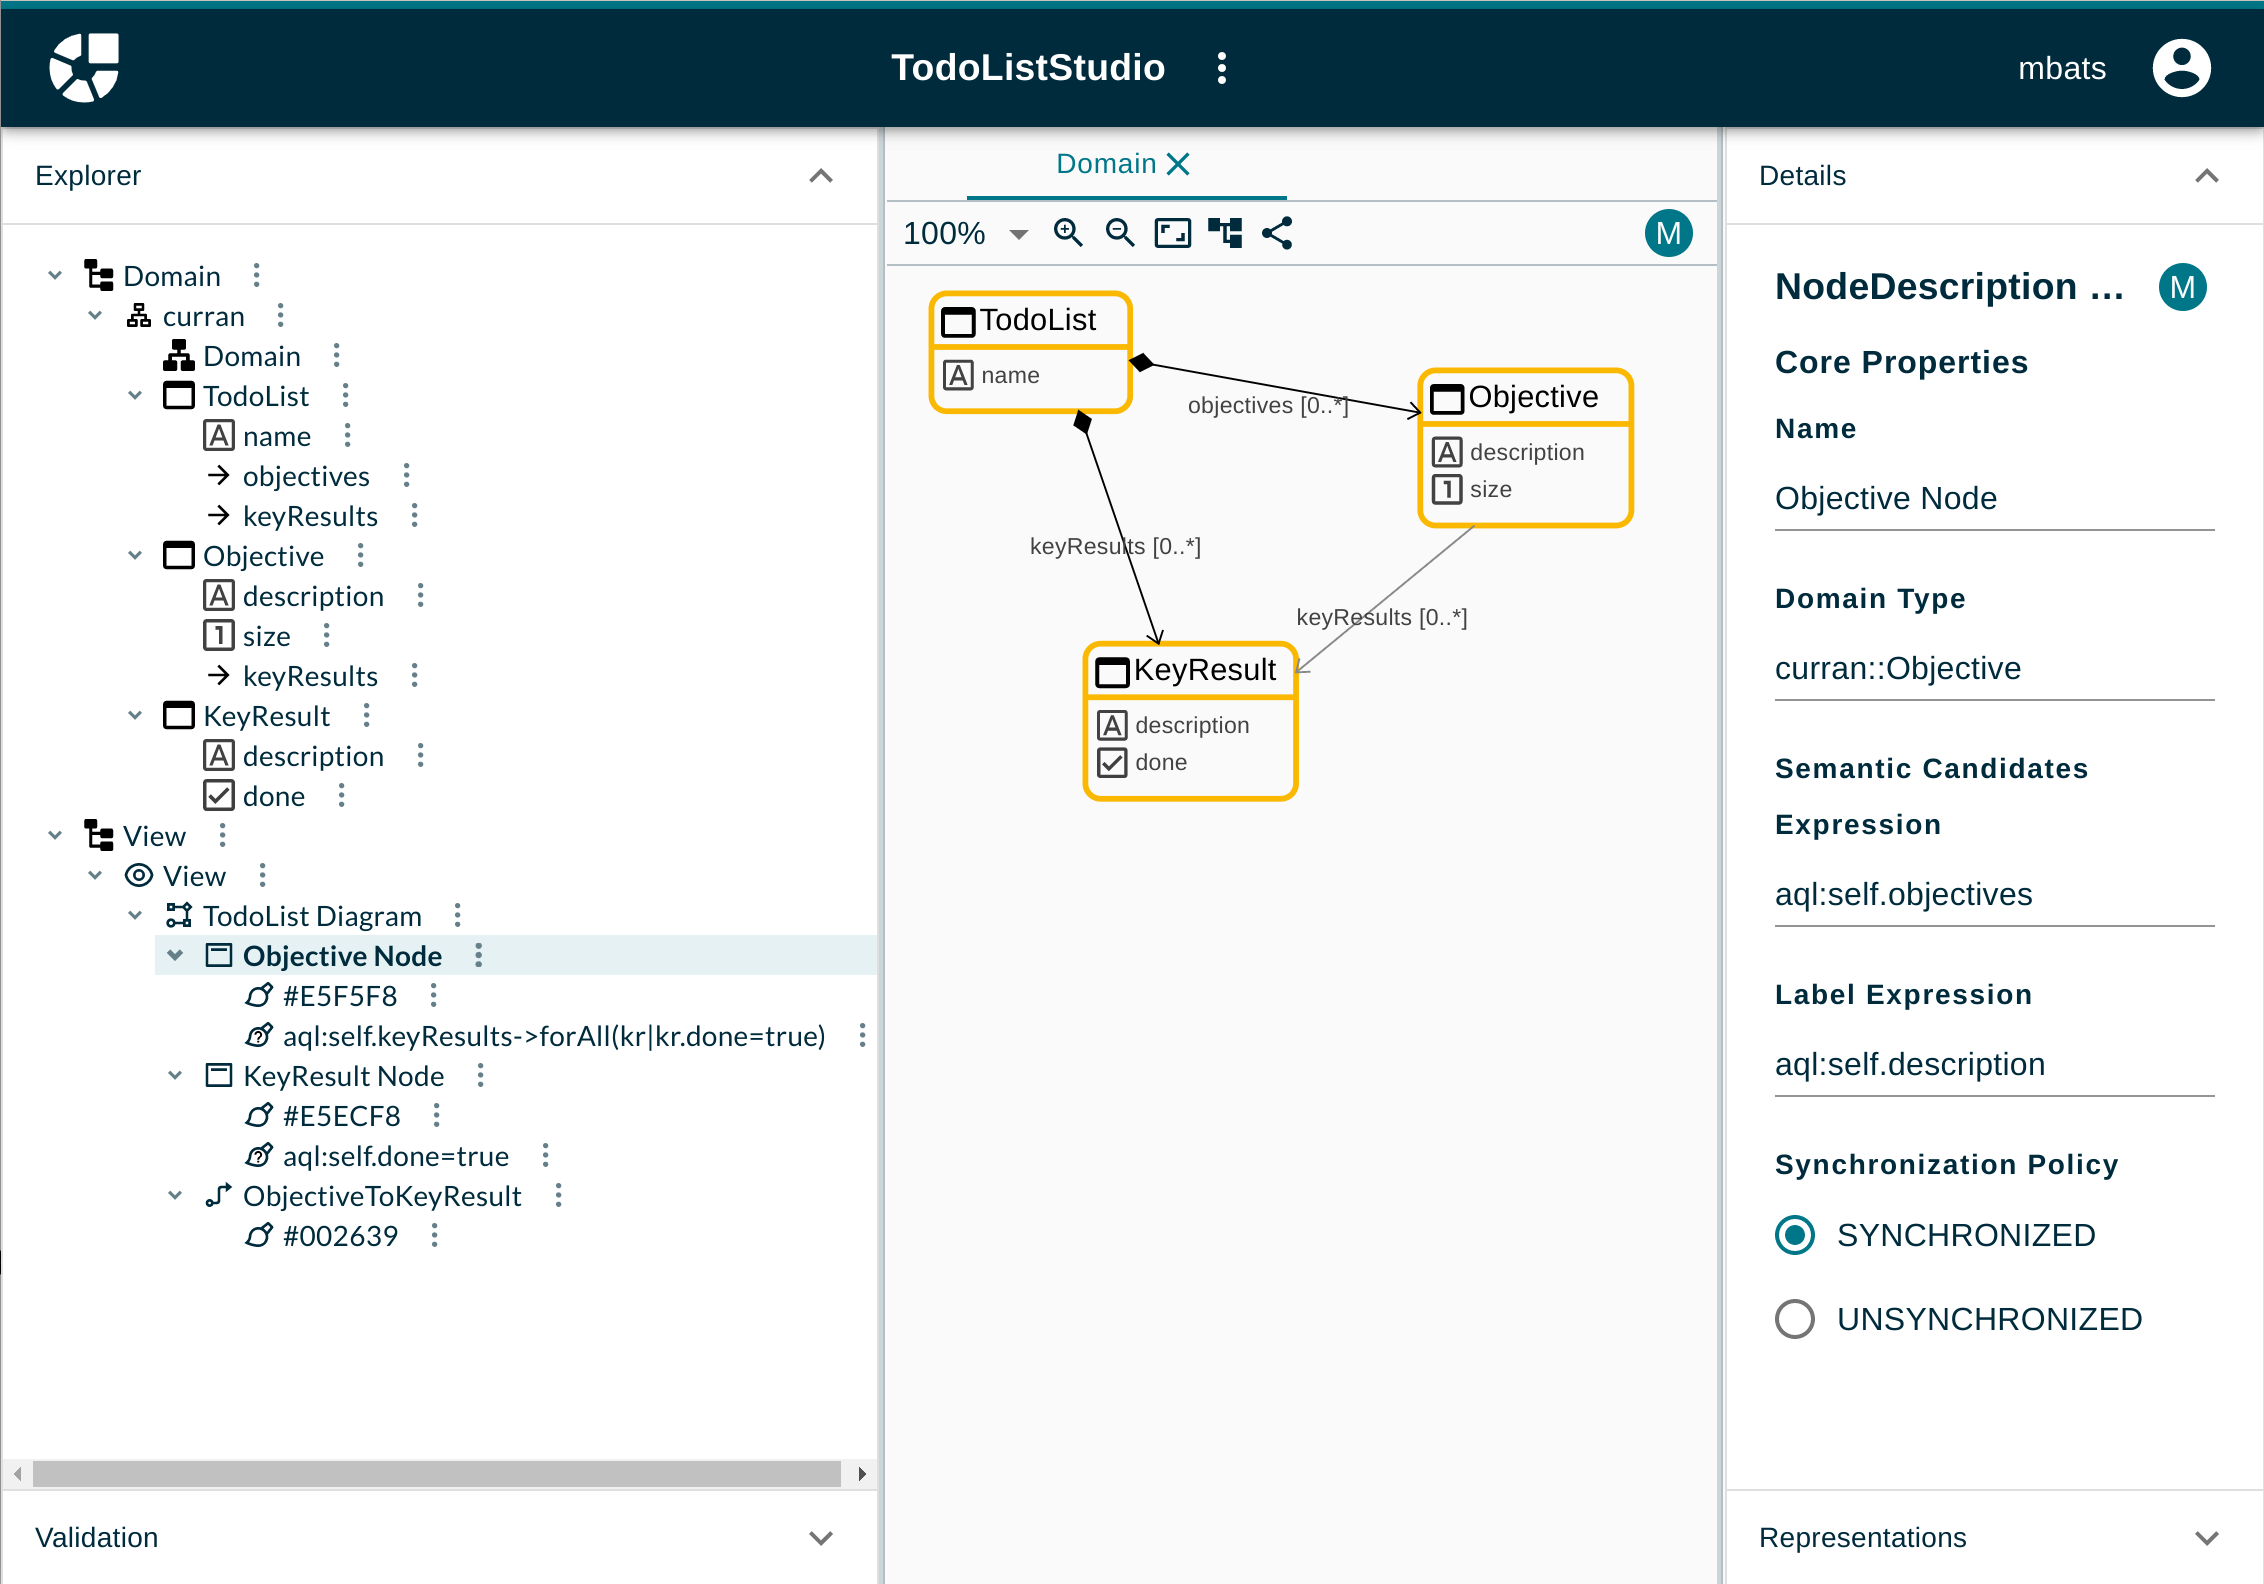 TodoListStudio
mbats
Explorer
Domain
curran
Domain
TodoList
name
objectives
keyResults
Objective
description
size
keyResults
KeyResult
description
done
View
View
TodoList Diagram
Objective Node
#E5F5F8
aql:self.keyResults->forAll(kr|kr.done=true)
KeyResult Node
#E5ECF8
aql:self.done=true
ObjectiveToKeyResult
#002639
Validation
Domain
100%
M
TodoList
name
objectives [0..*]
Objective
description
size
keyResults [0..*]
keyResults [0..*]
KeyResult
description
done
Details
NodeDescription ...
M
Core Properties
Name
Objective Node
Domain Type
curran::Objective
Semantic Candidates
Expression
aql:self.objectives
Label Expression
aql:self.description
Synchronization Policy
SYNCHRONIZED
UNSYNCHRONIZED
Representations